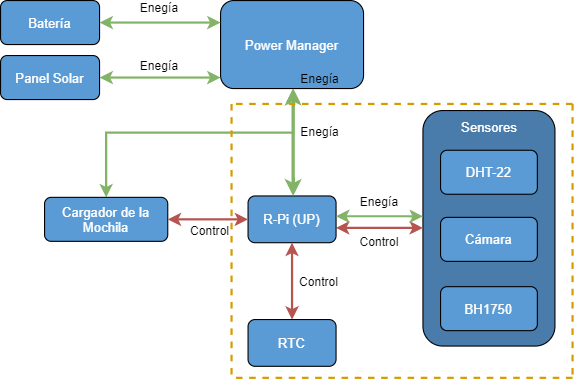 Batería
Enegía
Power Manager
Panel Solar
Enegía
Enegía
Enegía
Sensores
DHT-22
Cargador de la
Mochila
Control
R-Pi (UP)
Enegía
Control
Cámara
Control
BH1750
RTC